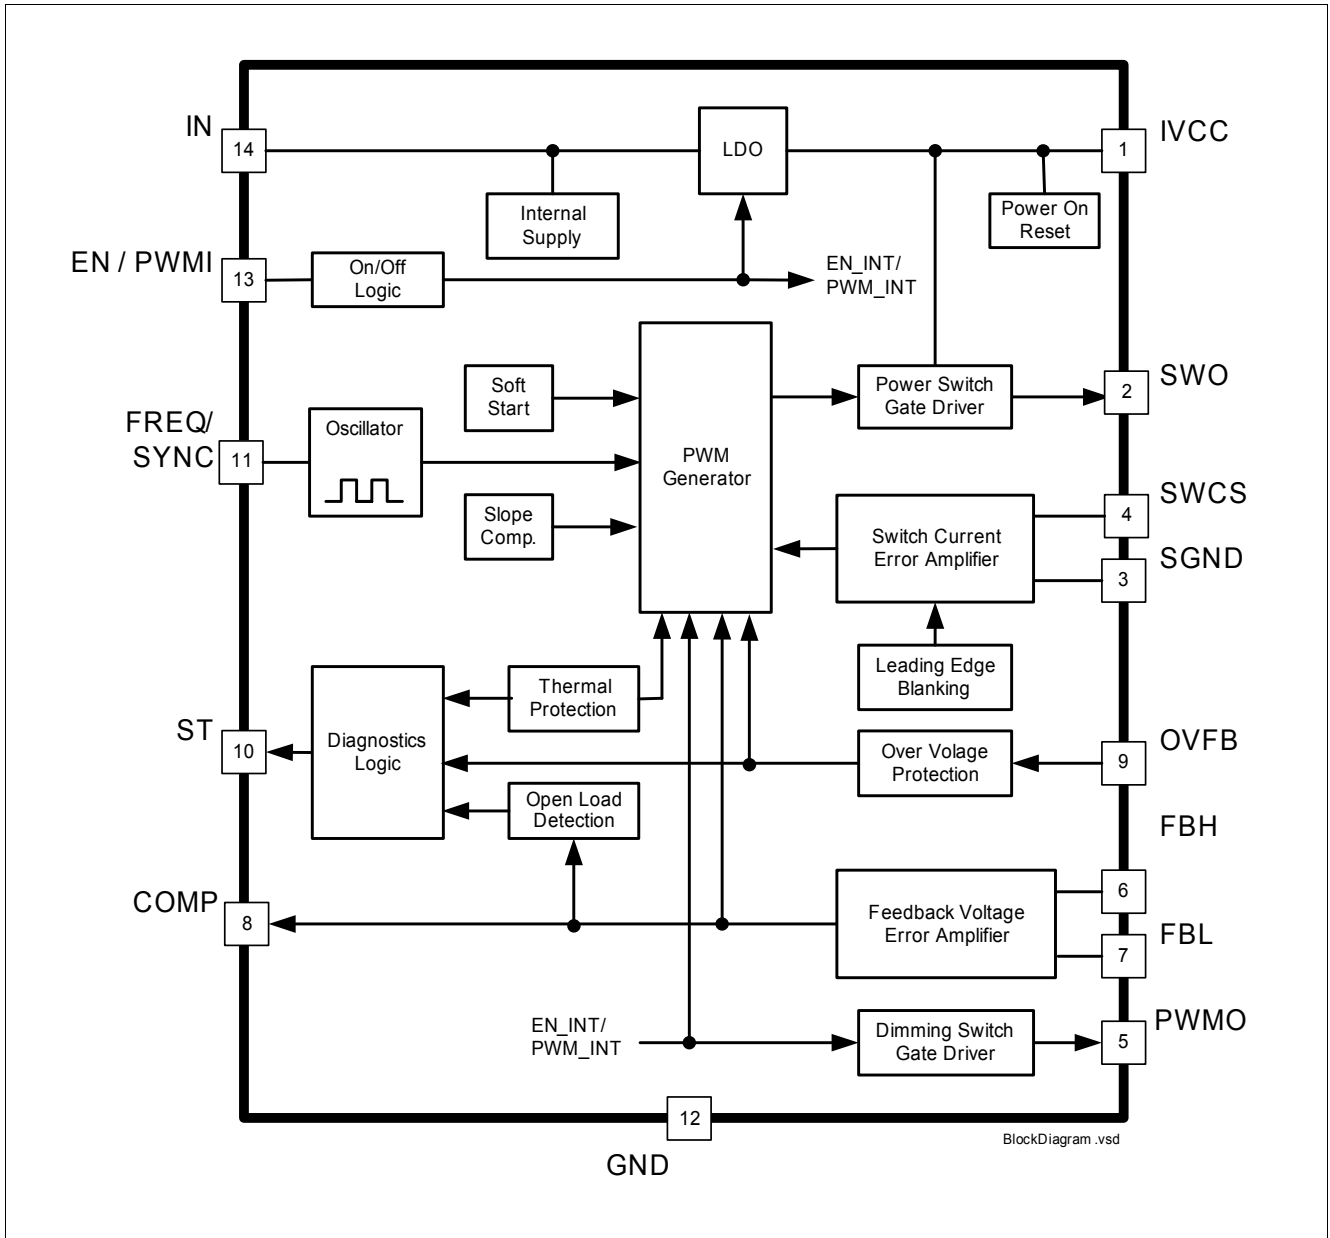 IN
14
LDO
1
IVCC
Internal
Supply
Power On
Reset
EN / PWMI
13
On/Off
Logic
EN_INT/
PWM_INT
Soft
Start
PWM
Generator
Power Switch
Gate Driver
2
SWO
FREQ/
SYNC
11
Oscillator
Slope
Comp.
Switch Current
Error Amplifier
4
SWCS
3
SGND
Leading Edge
Blanking
Thermal
Protection
ST
10
Diagnostics
Logic
Over Volage
Protection
9
OVFB
Open Load
Detection
FBH
COMP
8
Feedback Voltage
Error Amplifier
6
7
FBL
EN_INT/
PWM_INT
Dimming Switch
Gate Driver
5
PWMO
12
GND
BlockDiagram .vsd